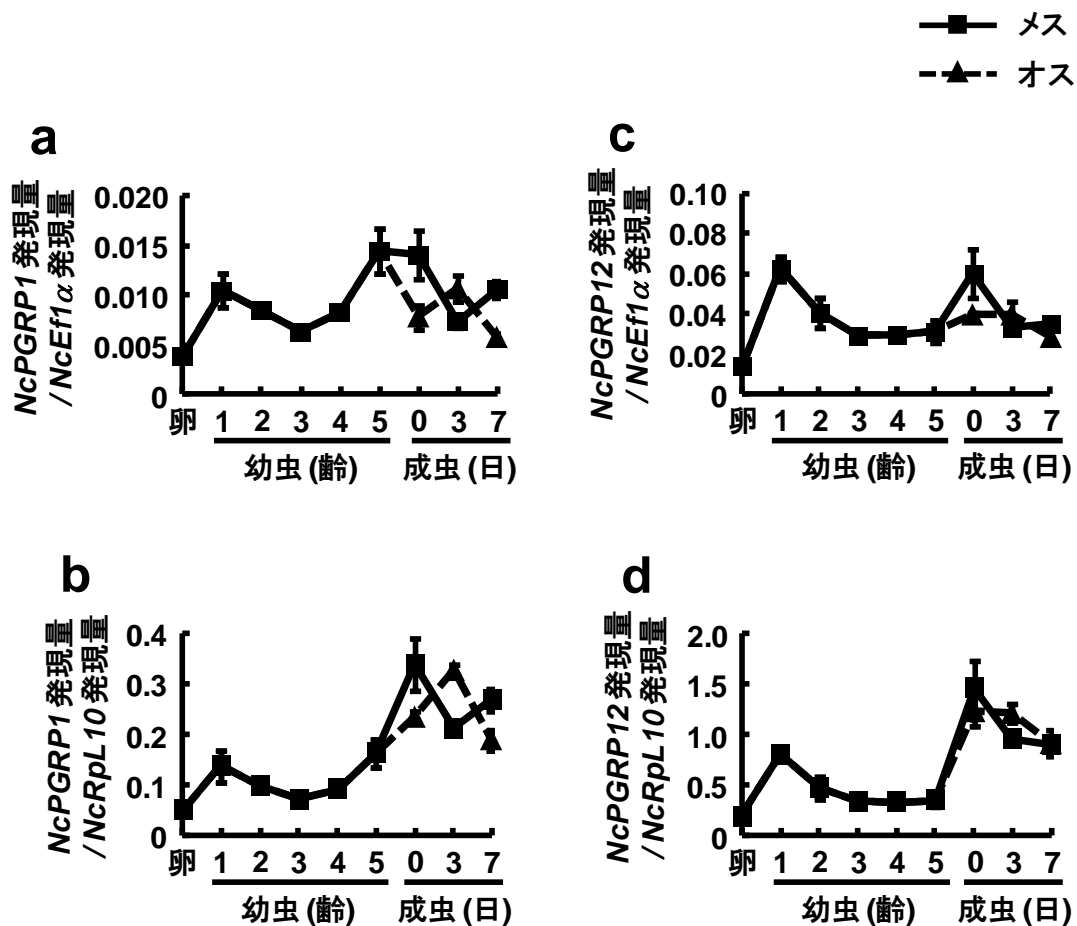 メス
オス
a
NcPGRP1 発現量
/NcEf1α 発現量
0.020
0.015
0.010
0.005
0
卵 1 2 3 4 5 0 3 7
幼虫 (齢) 成虫 (日)
c
NcPGRP12 発現量
/NcEf1α 発現量
0.10
0.08
0.06
0.04
0.02
0
卵 1 2 3 4 5 0 3 7
幼虫 (齢) 成虫 (日)
b
NcPGRP1 発現量
/NcRpL10 発現量
0.4
0.3
0.2
0.1
0
卵 1 2 3 4 5 0 3 7
幼虫 (齢) 成虫 (日)
d
NcPGRP12 発現量
/NcRpL10 発現量
2.0
1.5
1.0
0.5
0
卵 1 2 3 4 5 0 3 7
幼虫 (齢) 成虫 (日)